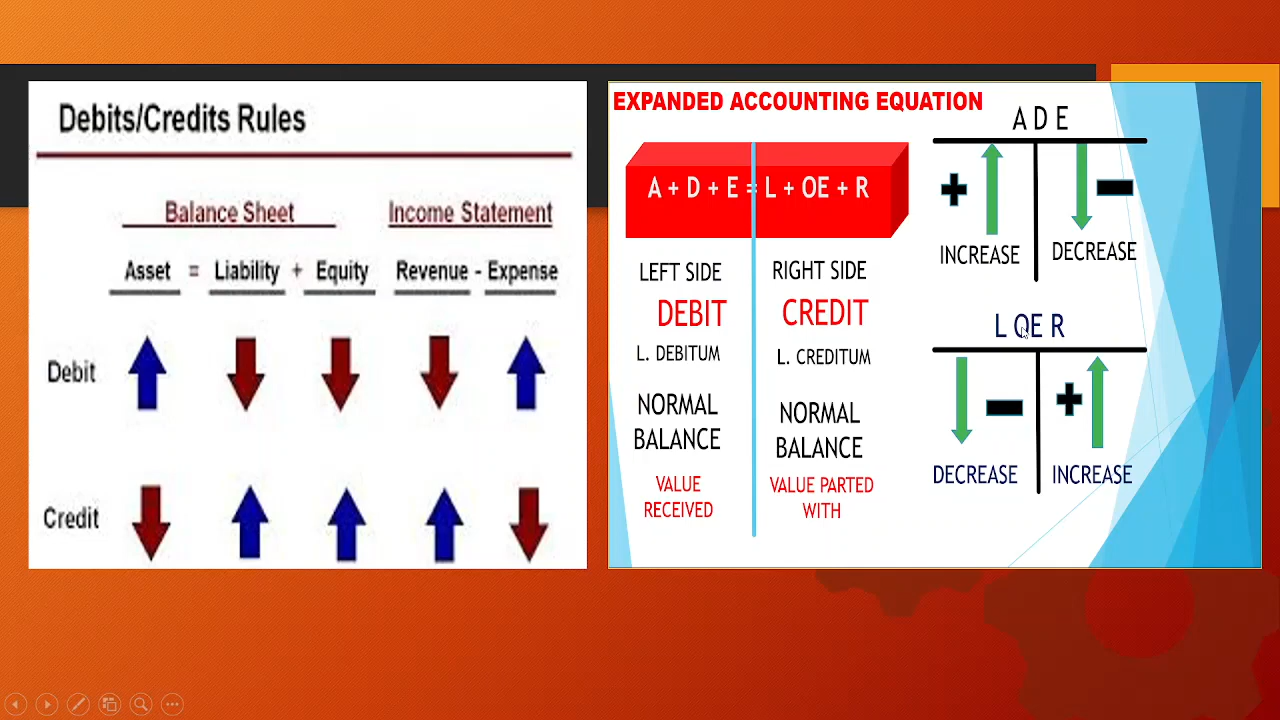 Debits/Credits Rules
Balance Sheet Income Statement
Asset = Liability + Equity Revenue - Expense
Debit
Credit
EXPANDED ACCOUNTING EQUATION
A + D + E = L + OE + R
LEFT SIDE
DEBIT
L. DEBITUM
NORMAL
BALANCE
VALUE
RECEIVED
RIGHT SIDE
CREDIT
L. CREDITUM
NORMAL
BALANCE
VALUE PARTED
WITH
A D E
+ -
INCREASE DECREASE
L OE R
- +
DECREASE INCREASE